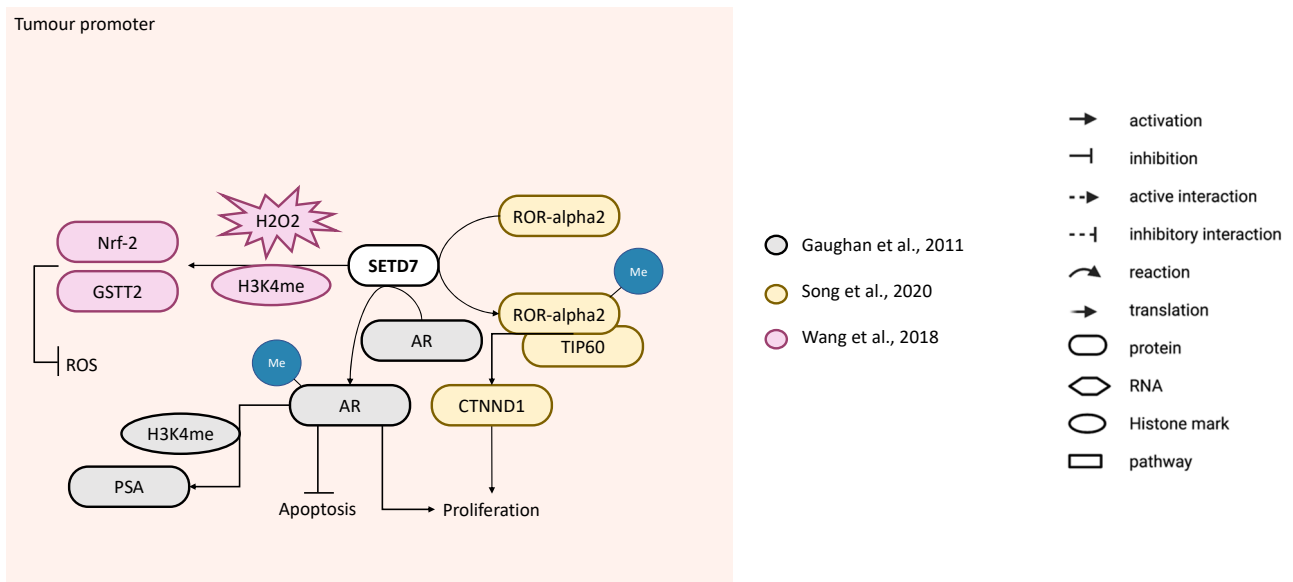 Tumour promoter
H2O2
ROR-alpha2
Nrf-2
SETD7
Me
H3K4me
GSTT2
ROR-alpha2
AR
TIP60
ROS
Me
AR
CTNND1
H3K4me
PSA
Apoptosis
Proliferation
Gaughan et al., 2011
Song et al., 2020
Wang et al., 2018
activation
inhibition
active interaction
inhibitory interaction
reaction
translation
protein
RNA
Histone mark
pathway